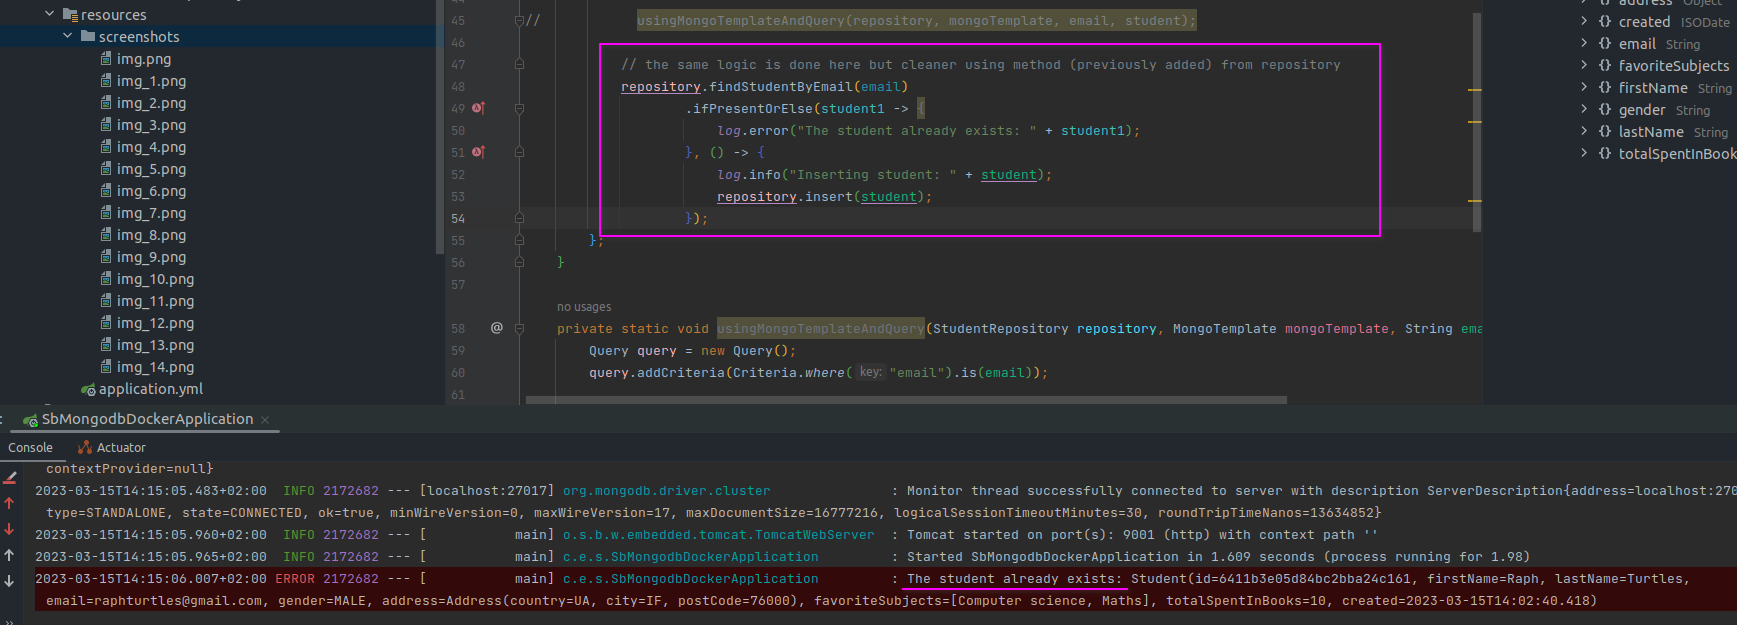 resources
screenshots
img.png
img_1.png
img_2.png
img_3.png
img_4.png
img_5.png
img_6.png
img_7.png
img_8.png
img_9.png
img_10.png
img_11.png
img_12.png
img_13.png
img_14.png
application.yml
45 // usingMongoTemplateAndQuery(repository, mongoTemplate, email, student);
46
47 // the same logic is done here but cleaner using method (previously added) from repository
48 repository.findStudentByEmail(email)
49 .ifPresentOrElse(student1 -> {
50 log.error("The student already exists: " + student1);
51 }, () -> {
52 log.info("Inserting student: " + student);
53 repository.insert(student);
54 });
55 };
56 }
57
no usages
58 @ private static void usingMongoTemplateAndQuery(StudentRepository repository, MongoTemplate mongoTemplate, String ema
59 Query query = new Query();
60 query.addCriteria(Criteria.where( key: "email").is(email));
61
> {} address Object
> {} created ISODate
> {} email String
> {} favoriteSubjects
> {} firstName String
> {} gender String
> {} lastName String
> {} totalSpentInBook
: SbMongodbDockerApplication ×
Console Actuator
contextProvider=null}
2023-03-15T14:15:05.483+02:00 INFO 2172682 --- [localhost:27017] org.mongodb.driver.cluster : Monitor thread successfully connected to server with description ServerDescription{address=localhost:270
type=STANDALONE, state=CONNECTED, ok=true, minWireVersion=0, maxWireVersion=17, maxDocumentSize=16777216, logicalSessionTimeoutMinutes=30, roundTripTimeNanos=13634852}
2023-03-15T14:15:05.960+02:00 INFO 2172682 --- [ main] o.s.b.w.embedded.tomcat.TomcatWebServer : Tomcat started on port(s): 9001 (http) with context path ''
2023-03-15T14:15:05.965+02:00 INFO 2172682 --- [ main] c.e.s.SbMongodbDockerApplication : Started SbMongodbDockerApplication in 1.609 seconds (process running for 1.98)
2023-03-15T14:15:06.007+02:00 ERROR 2172682 --- [ main] c.e.s.SbMongodbDockerApplication : The student already exists: Student(id=6411b3e05d84bc2bba24c161, firstName=Raph, lastName=Turtles,
email=raphturtles@gmail.com, gender=MALE, address=Address(country=UA, city=IF, postCode=76000), favoriteSubjects=[Computer science, Maths], totalSpentInBooks=10, created=2023-03-15T14:02:40.418)